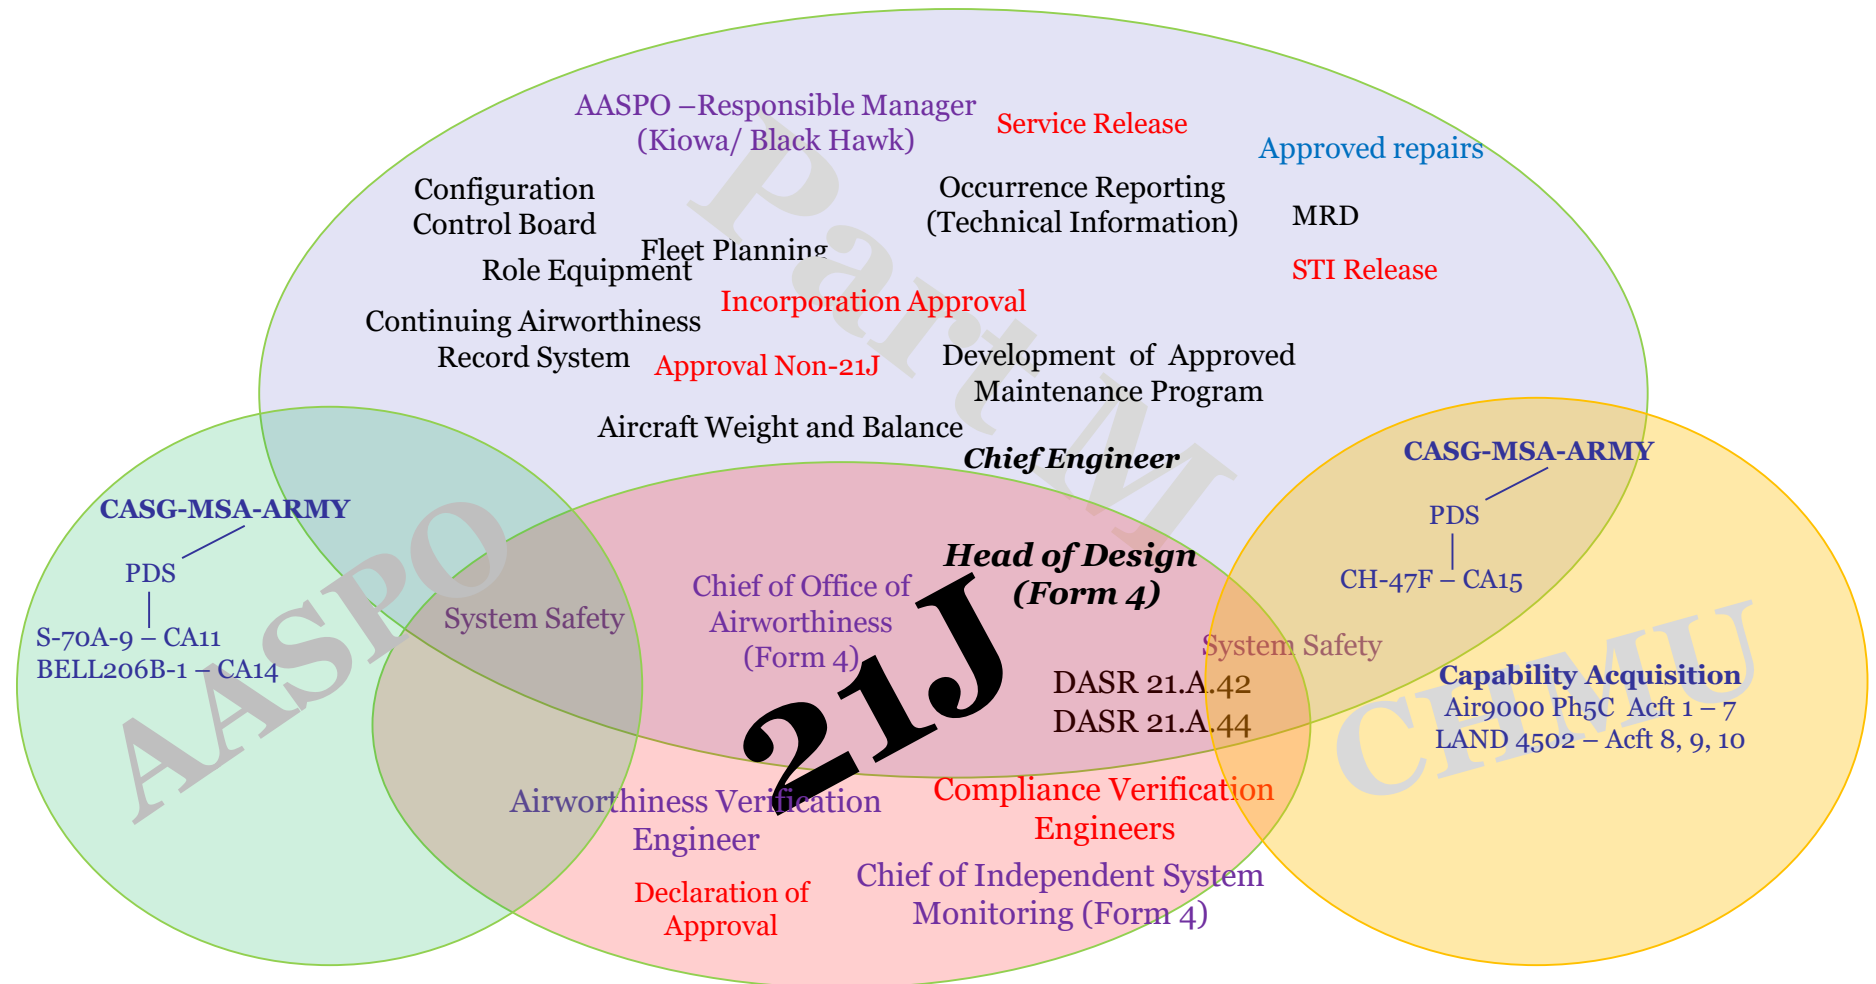 AASPO –Responsible Manager
(Kiowa/ Black Hawk)
Service Release
Approved repairs
Configuration
Control Board
Occurrence Reporting
(Technical Information)
MRD
Fleet Planning
Role Equipment
STI Release
Incorporation Approval
Continuing Airworthiness
Record System
Approval Non-21J
Development of Approved
Maintenance Program
Aircraft Weight and Balance
Chief Engineer
Part M
CASG-MSA-ARMY
PDS
S-70A-9 – CA11
BELL206B-1 – CA14
AASPO
System Safety
Chief of Office of
Airworthiness
(Form 4)
Head of Design
(Form 4)
21J
System Safety
DASR 21.A.42
DASR 21.A.44
CASG-MSA-ARMY
PDS
CH-47F – CA15
Capability Acquisition
Air9000 Ph5C Acft 1 – 7
LAND 4502 – Acft 8, 9, 10
CHMU
Airworthiness Verification
Engineer
Compliance Verification
Engineers
Declaration of
Approval
Chief of Independent System
Monitoring (Form 4)